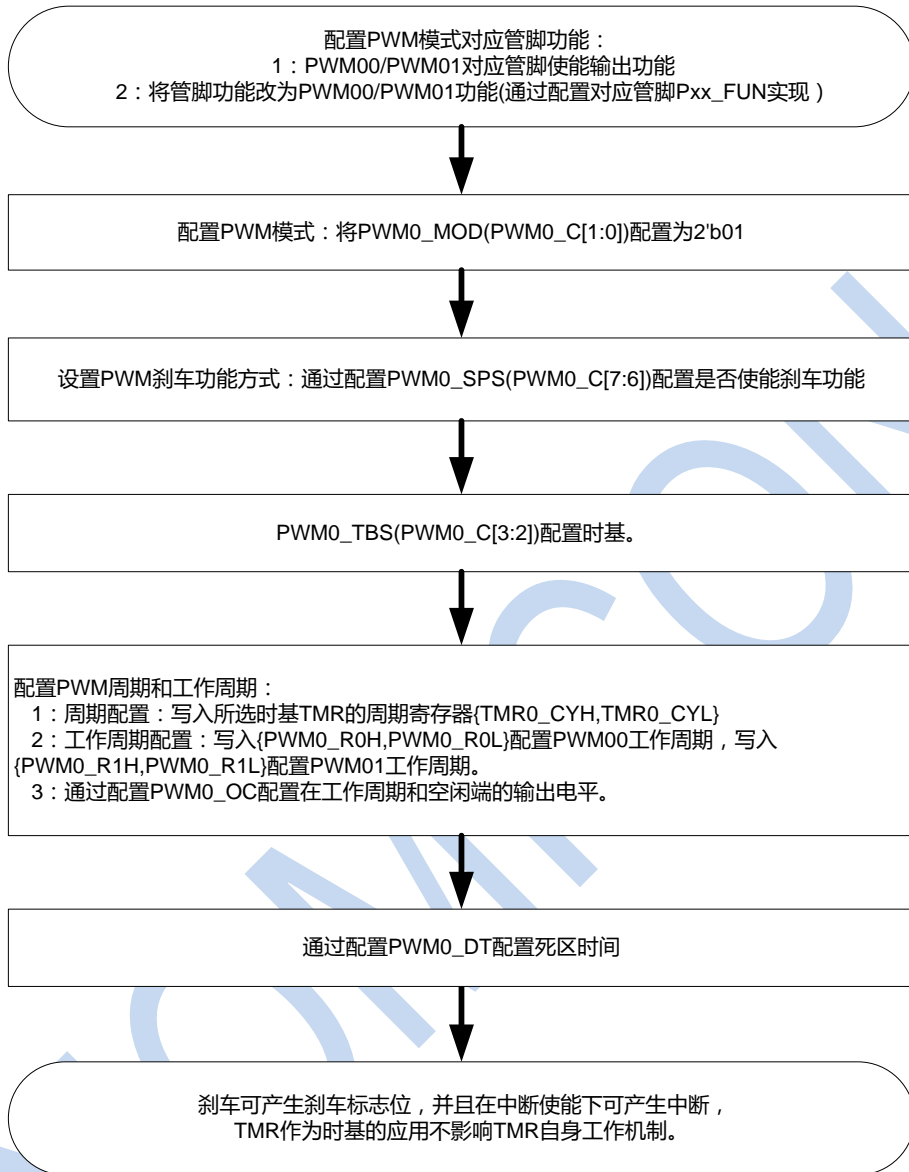 配置PWM模式对应管脚功能：
1：PWM00/PWM01对应管脚使能输出功能
2：将管脚功能改为PWM00/PWM01功能(通过配置对应管脚Pxx_FUN实现）
配置PWM模式：将PWM0_MOD(PWM0_C[1:0])配置为2'b01
设置PWM刹车功能方式：通过配置PWM0_SPS(PWM0_C[7:6])配置是否使能刹车功能
PWM0_TBS(PWM0_C[3:2])配置时基。
配置PWM周期和工作周期：
1：周期配置：写入所选时基TMR的周期寄存器{TMR0_CYH,TMR0_CYL}
2：工作周期配置：写入{PWM0_R0H,PWM0_R0L}配置PWM00工作周期，写入
{PWM0_R1H,PWM0_R1L}配置PWM01工作周期。
3：通过配置PWM0_OC配置在工作周期和空闲端的输出电平。
通过配置PWM0_DT配置死区时间
刹车可产生刹车标志位，并且在中断使能下可产生中断，
TMR作为时基的应用不影响TMR自身工作机制。